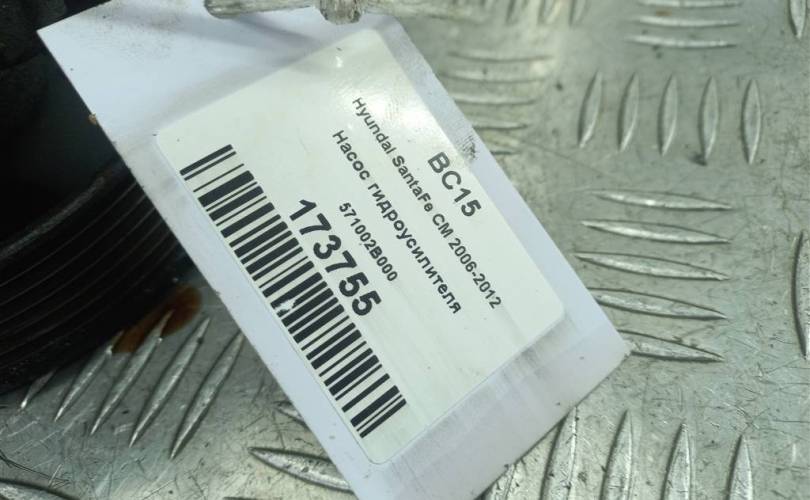 BC15
Hyundai SantaFe CM 2006-2012
Насос гидроусилителя
571002B000
173755